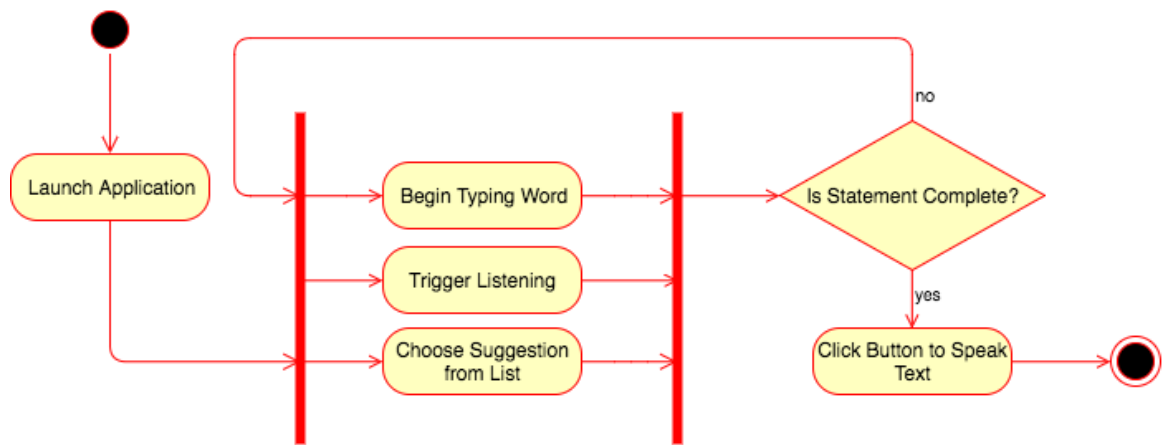 no
Launch Application
Begin Typing Word
Is Statement Complete?
Trigger Listening
yes
Choose Suggestion
from List
Click Button to Speak
Text